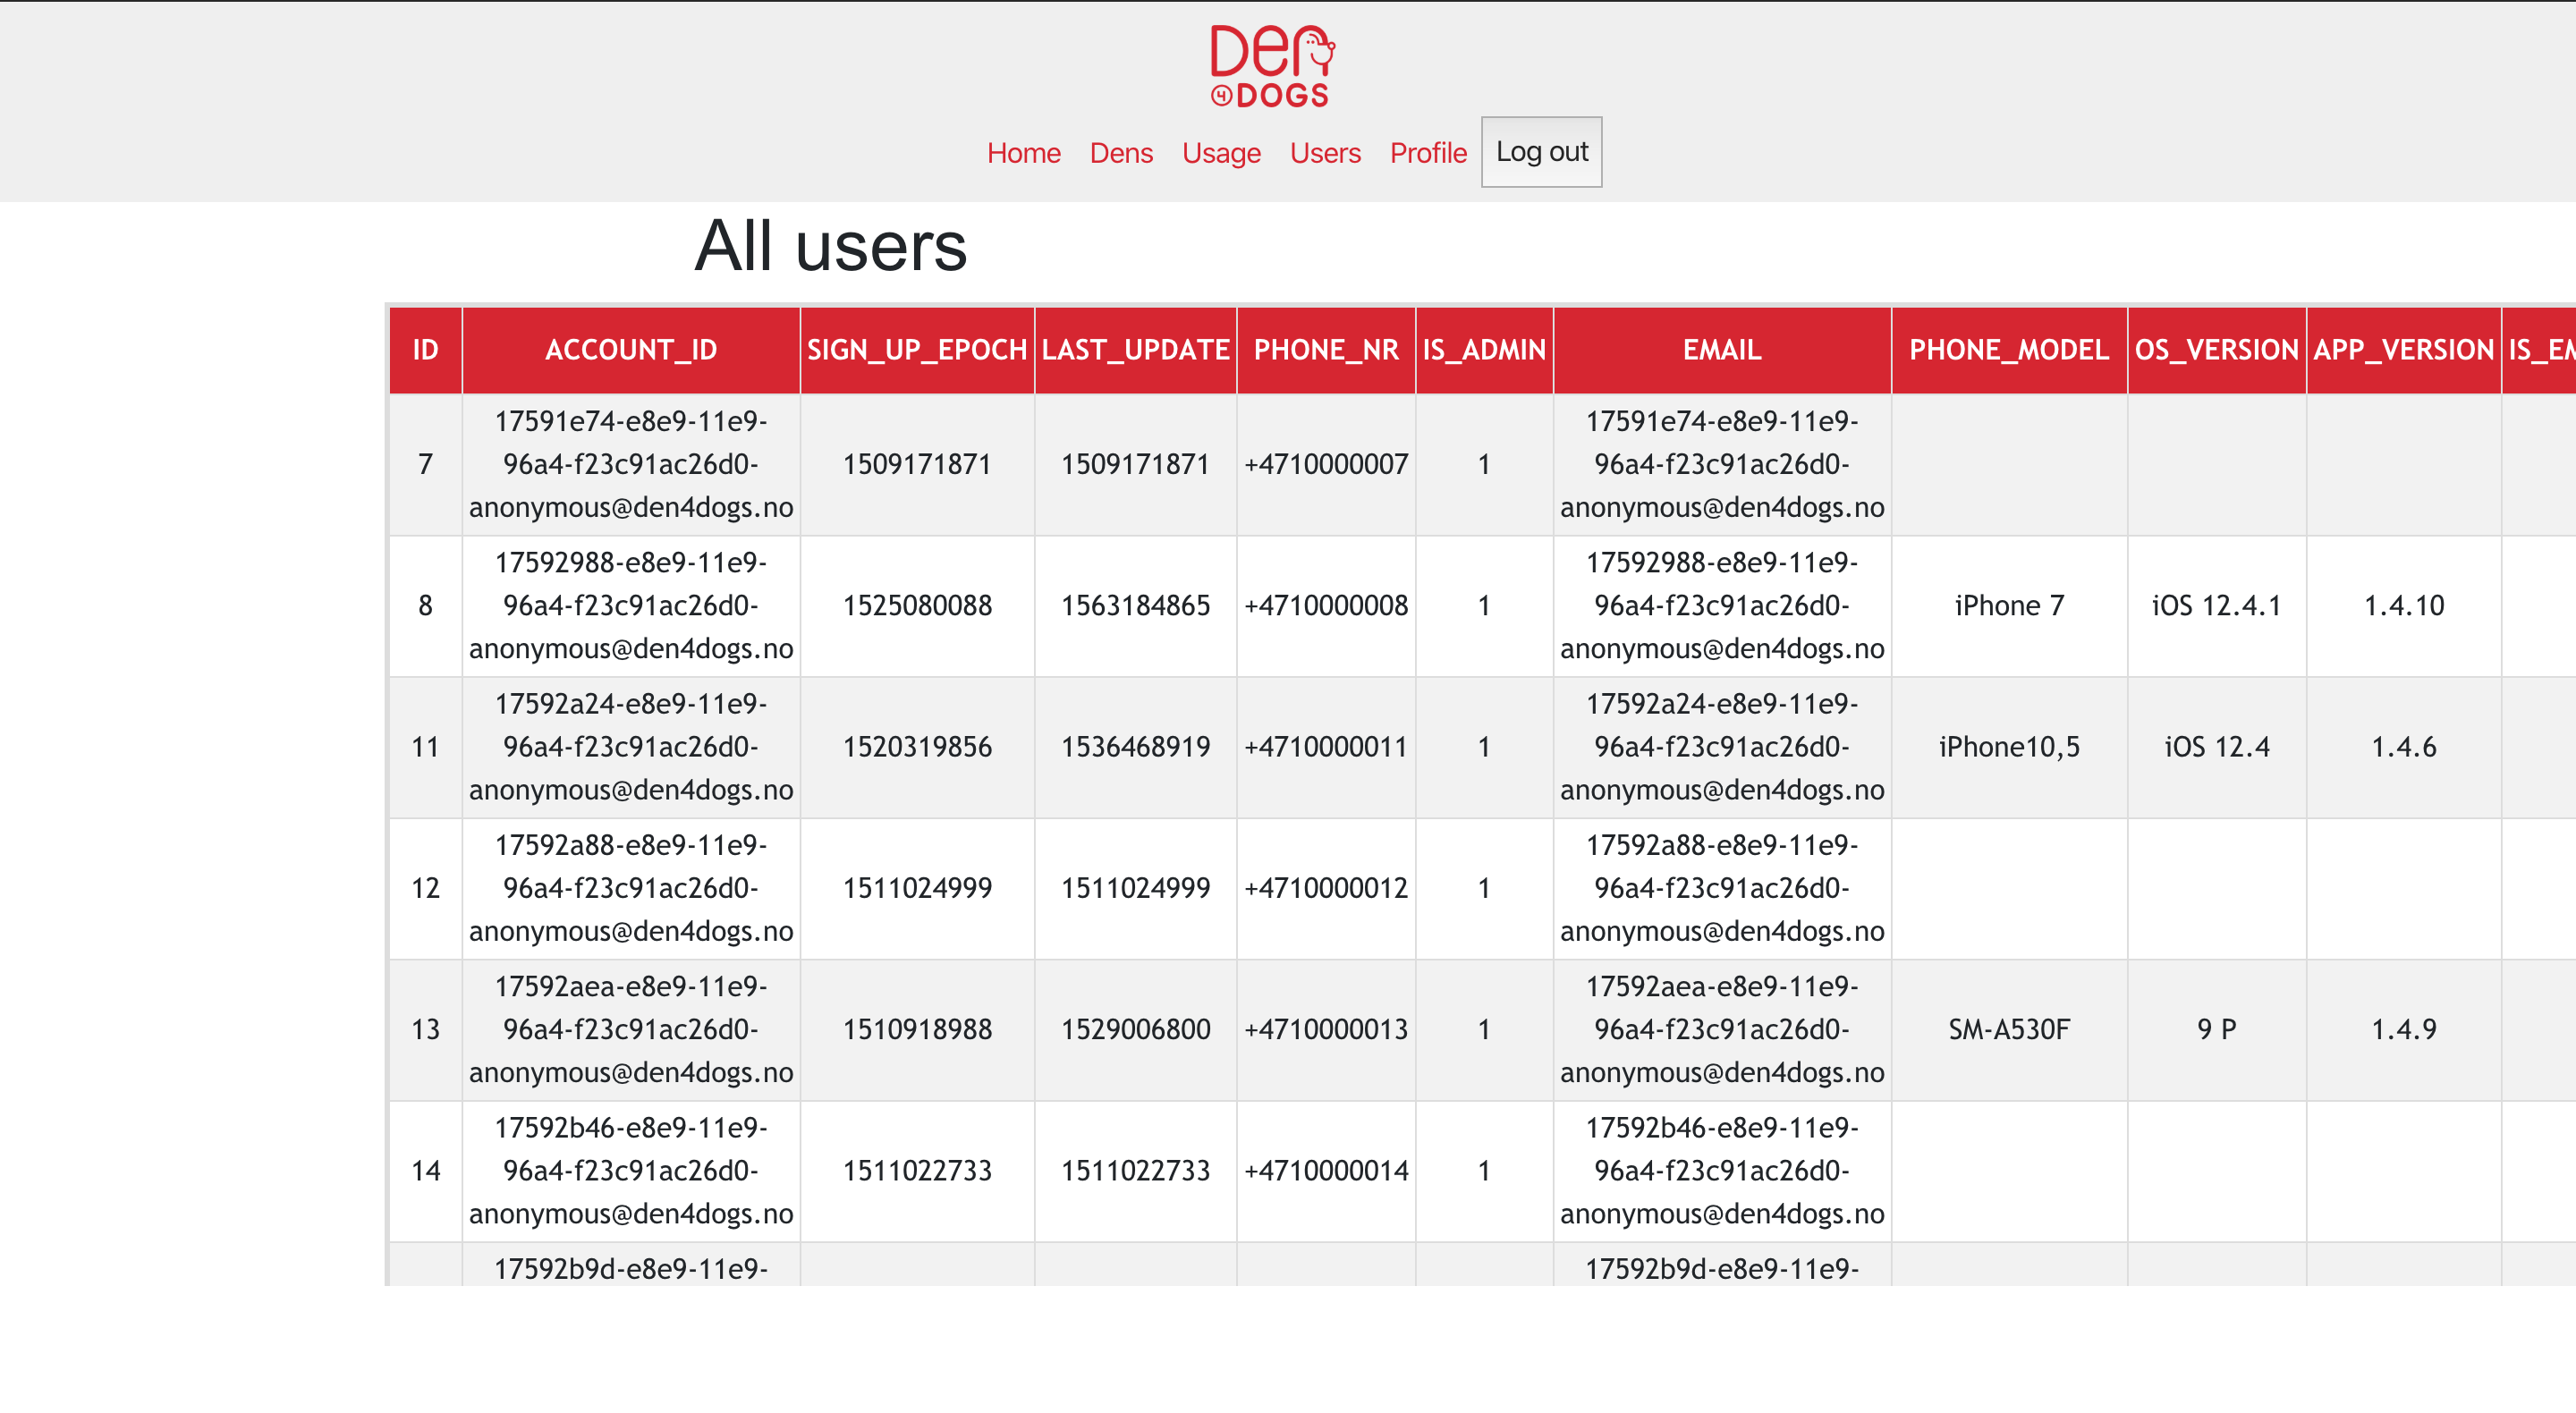 Den
4 DOGS
Home Dens Usage Users Profile Log out
All users
ID ACCOUNT_ID SIGN_UP_EPOCH LAST_UPDATE PHONE_NR IS_ADMIN EMAIL PHONE_MODEL OS_VERSION APP_VERSION IS_EM
17591e74-e8e9-11e9- 17591e74-e8e9-11e9-
7 96a4-f23c91ac26d0- 1509171871 1509171871 +4710000007 1 96a4-f23c91ac26d0-
anonymous@den4dogs.no anonymous@den4dogs.no
17592988-e8e9-11e9- 17592988-e8e9-11e9-
8 96a4-f23c91ac26d0- 1525080088 1563184865 +4710000008 1 96a4-f23c91ac26d0- iPhone 7 iOS 12.4.1 1.4.10
anonymous@den4dogs.no anonymous@den4dogs.no
17592a24-e8e9-11e9- 17592a24-e8e9-11e9-
11 96a4-f23c91ac26d0- 1520319856 1536468919 +4710000011 1 96a4-f23c91ac26d0- iPhone10,5 iOS 12.4 1.4.6
anonymous@den4dogs.no anonymous@den4dogs.no
17592a88-e8e9-11e9- 17592a88-e8e9-11e9-
12 96a4-f23c91ac26d0- 1511024999 1511024999 +4710000012 1 96a4-f23c91ac26d0-
anonymous@den4dogs.no anonymous@den4dogs.no
17592aea-e8e9-11e9- 17592aea-e8e9-11e9-
13 96a4-f23c91ac26d0- 1510918988 1529006800 +4710000013 1 96a4-f23c91ac26d0- SM-A530F 9 P 1.4.9
anonymous@den4dogs.no anonymous@den4dogs.no
17592b46-e8e9-11e9- 17592b46-e8e9-11e9-
14 96a4-f23c91ac26d0- 1511022733 1511022733 +4710000014 1 96a4-f23c91ac26d0-
anonymous@den4dogs.no anonymous@den4dogs.no
17592b9d-e8e9-11e9- 17592b9d-e8e9-11e9-